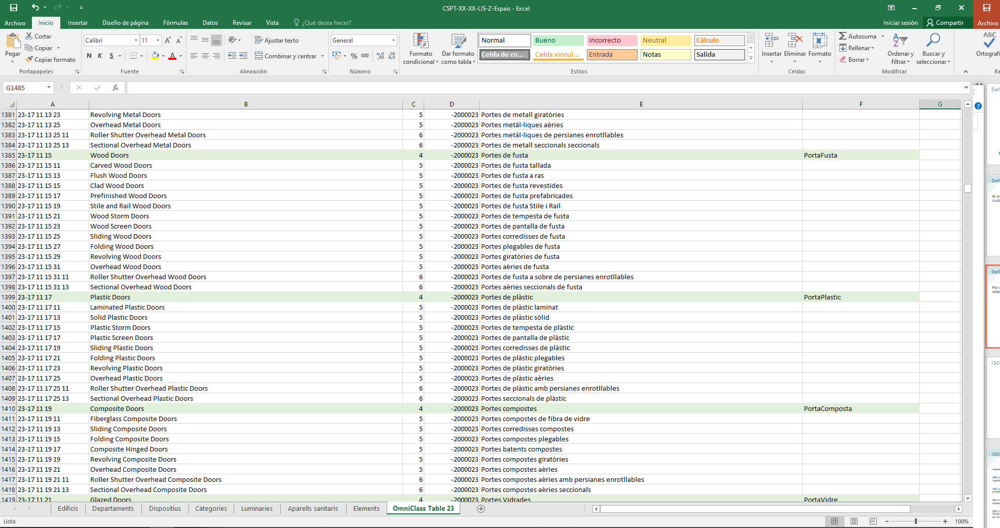 CSPT-XX-XX-LIS-Z-Espais - Excel
Archivo Inicio Insertar Diseño de página Fórmulas Datos Revisar Vista ¿Qué desea hacer? Iniciar sesión Compartir Archivo
Pegar Cortar Copiar Copiar formato
Calibri 11 N K S
Ajustar texto Combinar y centrar
General % 000
Formato condicional Dar formato como tabla
Normal Bueno Incorrecto Neutral Cálculo
Celda de co... Celda vincul... Entrada Notas Salida
Insertar Eliminar Formato
Autosuma Rellenar Borrar
Ordenar y filtrar Buscar y seleccionar
ABC
Portapapeles Fuente Alineación Número Estilos Celdas Modificar
G1485 fx
A B C D E F G
1381 23-17 11 13 23 Revolving Metal Doors 5 -2000023 Portes de metall giratòries
1382 23-17 11 13 25 Overhead Metal Doors 5 -2000023 Portes metàl·liques aèries
1383 23-17 11 13 25 11 Roller Shutter Overhead Metal Doors 6 -2000023 Portes metàl·liques de persianes enrotllables
1384 23-17 11 13 25 13 Sectional Overhead Metal Doors 6 -2000023 Portes de metall seccionals seccionals
1385 23-17 11 15 Wood Doors 4 -2000023 Portes de fusta PortaFusta
1386 23-17 11 15 11 Carved Wood Doors 5 -2000023 Portes de fusta tallada
1387 23-17 11 15 13 Flush Wood Doors 5 -2000023 Portes de fusta a ras
1388 23-17 11 15 15 Clad Wood Doors 5 -2000023 Portes de fusta revestides
1389 23-17 11 15 17 Prefinished Wood Doors 5 -2000023 Portes de fusta prefabricades
1390 23-17 11 15 19 Stile and Rail Wood Doors 5 -2000023 Portes de fusta Stile i Rail
1391 23-17 11 15 21 Wood Storm Doors 5 -2000023 Portes de tempesta de fusta
1392 23-17 11 15 23 Wood Screen Doors 5 -2000023 Portes de pantalla de fusta
1393 23-17 11 15 25 Sliding Wood Doors 5 -2000023 Portes corredisses de fusta
1394 23-17 11 15 27 Folding Wood Doors 5 -2000023 Portes plegables de fusta
1395 23-17 11 15 29 Revolving Wood Doors 5 -2000023 Portes giratòries de fusta
1396 23-17 11 15 31 Overhead Wood Doors 5 -2000023 Portes aèries de fusta
1397 23-17 11 15 31 11 Roller Shutter Overhead Wood Doors 6 -2000023 Portes de fusta a sobre de persianes enrotllables
1398 23-17 11 15 31 13 Sectional Overhead Wood Doors 6 -2000023 Portes aèries seccionals de fusta
1399 23-17 11 17 Plastic Doors 4 -2000023 Portes de plàstic PortaPlastic
1400 23-17 11 17 11 Laminated Plastic Doors 5 -2000023 Portes de plàstic laminat
1401 23-17 11 17 13 Solid Plastic Doors 5 -2000023 Portes de plàstic sòlid
1402 23-17 11 17 15 Plastic Storm Doors 5 -2000023 Portes de tempesta de plàstic
1403 23-17 11 17 17 Plastic Screen Doors 5 -2000023 Portes de pantalla de plàstic
1404 23-17 11 17 19 Sliding Plastic Doors 5 -2000023 Portes corredisses de plàstic
1405 23-17 11 17 21 Folding Plastic Doors 5 -2000023 Portes de plàstic plegables
1406 23-17 11 17 23 Revolving Plastic Doors 5 -2000023 Portes de plàstic giratòries
1407 23-17 11 17 25 Overhead Plastic Doors 5 -2000023 Portes de plàstic aèries
1408 23-17 11 17 25 11 Roller Shutter Overhead Plastic Doors 6 -2000023 Portes de plàstic amb persianes enrotllables
1409 23-17 11 17 25 13 Sectional Overhead Plastic Doors 6 -2000023 Portes seccionals de plàstic
1410 23-17 11 19 Composite Doors 4 -2000023 Portes compostes PortaComposta
1411 23-17 11 19 11 Fiberglass Composite Doors 5 -2000023 Portes compostes de fibra de vidre
1412 23-17 11 19 13 Sliding Composite Doors 5 -2000023 Portes corredisses compostes
1413 23-17 11 19 15 Folding Composite Doors 5 -2000023 Portes compostes plegables
1414 23-17 11 19 17 Composite Hinged Doors 5 -2000023 Portes batents compostes
1415 23-17 11 19 19 Revolving Composite Doors 5 -2000023 Portes compostes giratòries
1416 23-17 11 19 21 Overhead Composite Doors 5 -2000023 Portes compostes aèries
1417 23-17 11 19 21 11 Roller Shutter Overhead Composite Doors 6 -2000023 Portes compostes aèries amb persianes enrotllables
1418 23-17 11 19 21 13 Sectional Overhead Composite Doors 6 -2000023 Portes compostes aèries seccionals
1419 23-17 11 21 Glazed Doors 4 -2000023 Portes Vidrades PortaVidre
Edificis Departaments Dispositius Categories Luminaries Aparells sanitaris Elements OmniClass Table 23
Listo 100%